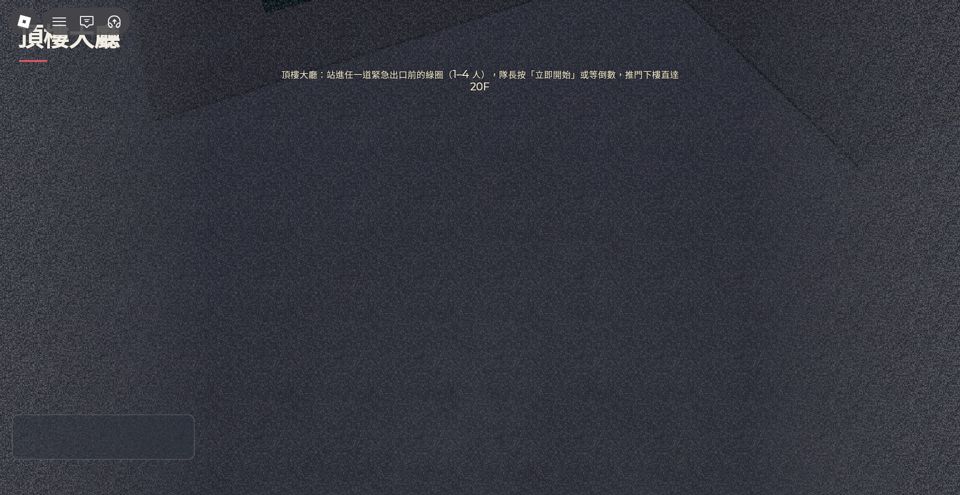 頂樓大廳
頂樓大廳：站進任一道緊急出口前的綠圈（1–4 人），隊長按「立即開始」或等倒數，推門下樓直達
20F